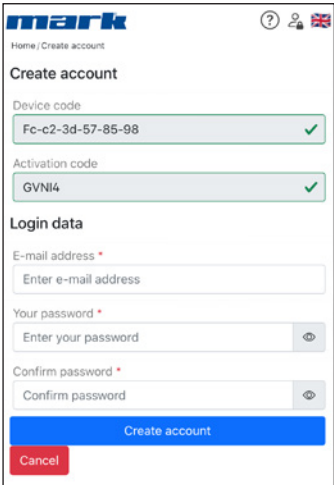 mark
Home / Create account
Create account
Device code
Fc-c2-3d-57-85-98
Activation code
GVNI4
Login data
E-mail address *
Enter e-mail address
Your password *
Enter your password
Confirm password *
Confirm password
Create account
Cancel